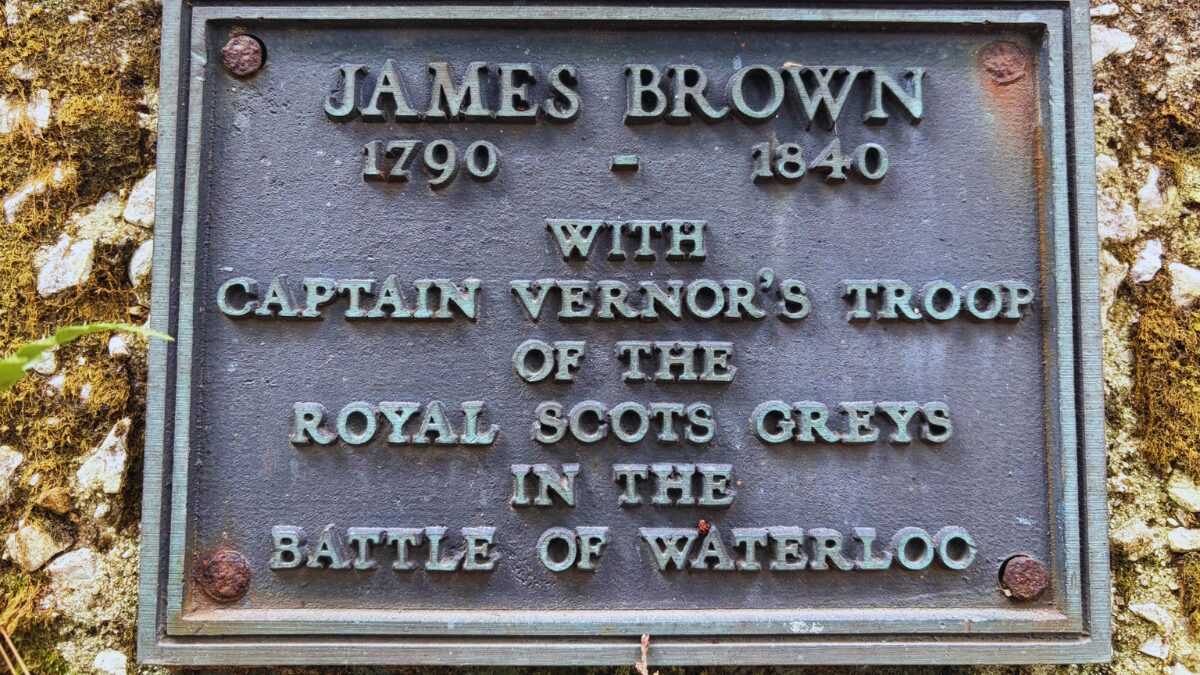 JAMES BROWN
1790 - 1840
WITH
CAPTAIN VERNOR'S TROOP
OF THE
ROYAL SCOTS GREYS
IN THE
BATTLE OF WATERLOO